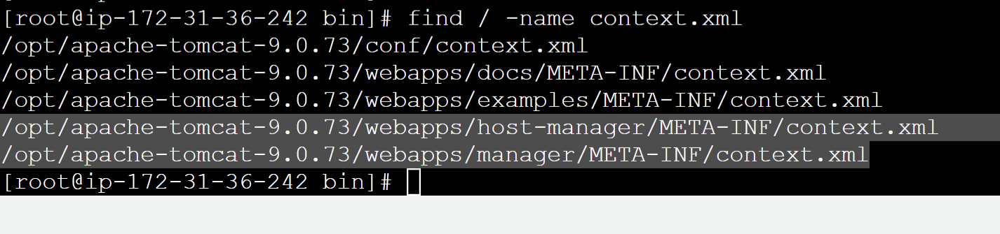 [root@ip-172-31-36-242 bin]# find / -name context.xml
/opt/apache-tomcat-9.0.73/conf/context.xml
/opt/apache-tomcat-9.0.73/webapps/docs/META-INF/context.xml
/opt/apache-tomcat-9.0.73/webapps/examples/META-INF/context.xml
/opt/apache-tomcat-9.0.73/webapps/host-manager/META-INF/context.xml
/opt/apache-tomcat-9.0.73/webapps/manager/META-INF/context.xml
[root@ip-172-31-36-242 bin]#